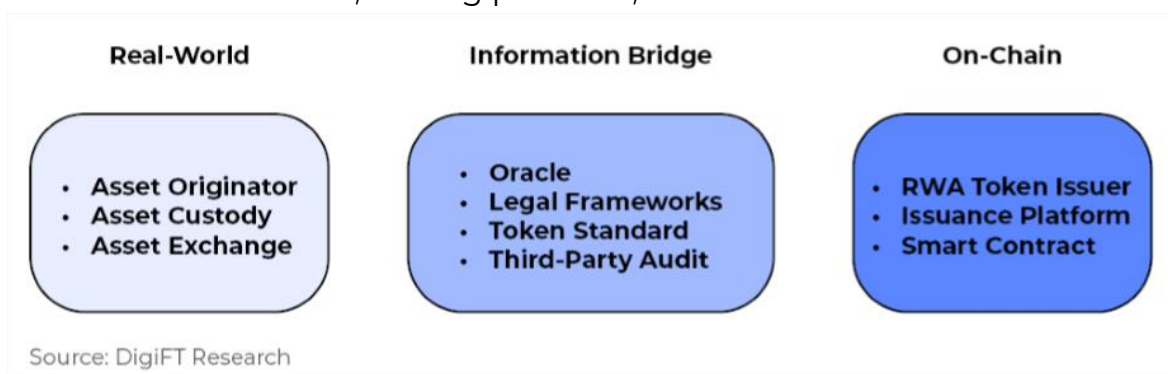 Real-World
Information Bridge
On-Chain
• Asset Originator
• Asset Custody
• Asset Exchange
• Oracle
• Legal Frameworks
• Token Standard
• Third-Party Audit
• RWA Token Issuer
• Issuance Platform
• Smart Contract
Source: DigiFT Research